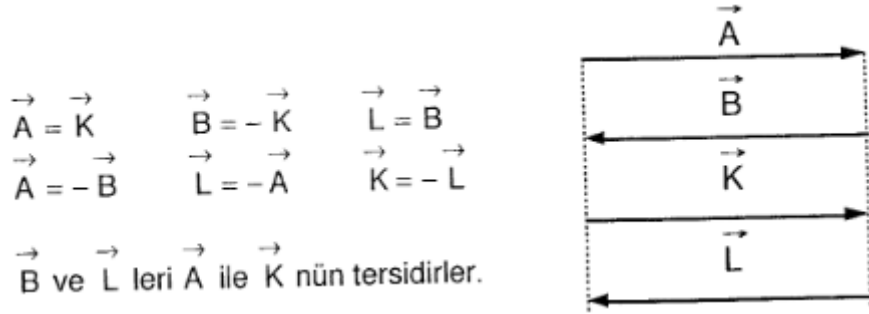 A⃗ = K⃗ B⃗ = - K⃗ L⃗ = B⃗
A⃗ = - B⃗ L⃗ = - A⃗ K⃗ = - L⃗
B⃗ ve L⃗ leri A⃗ ile K⃗ nün tersidirler.
A⃗
B⃗
K⃗
L⃗